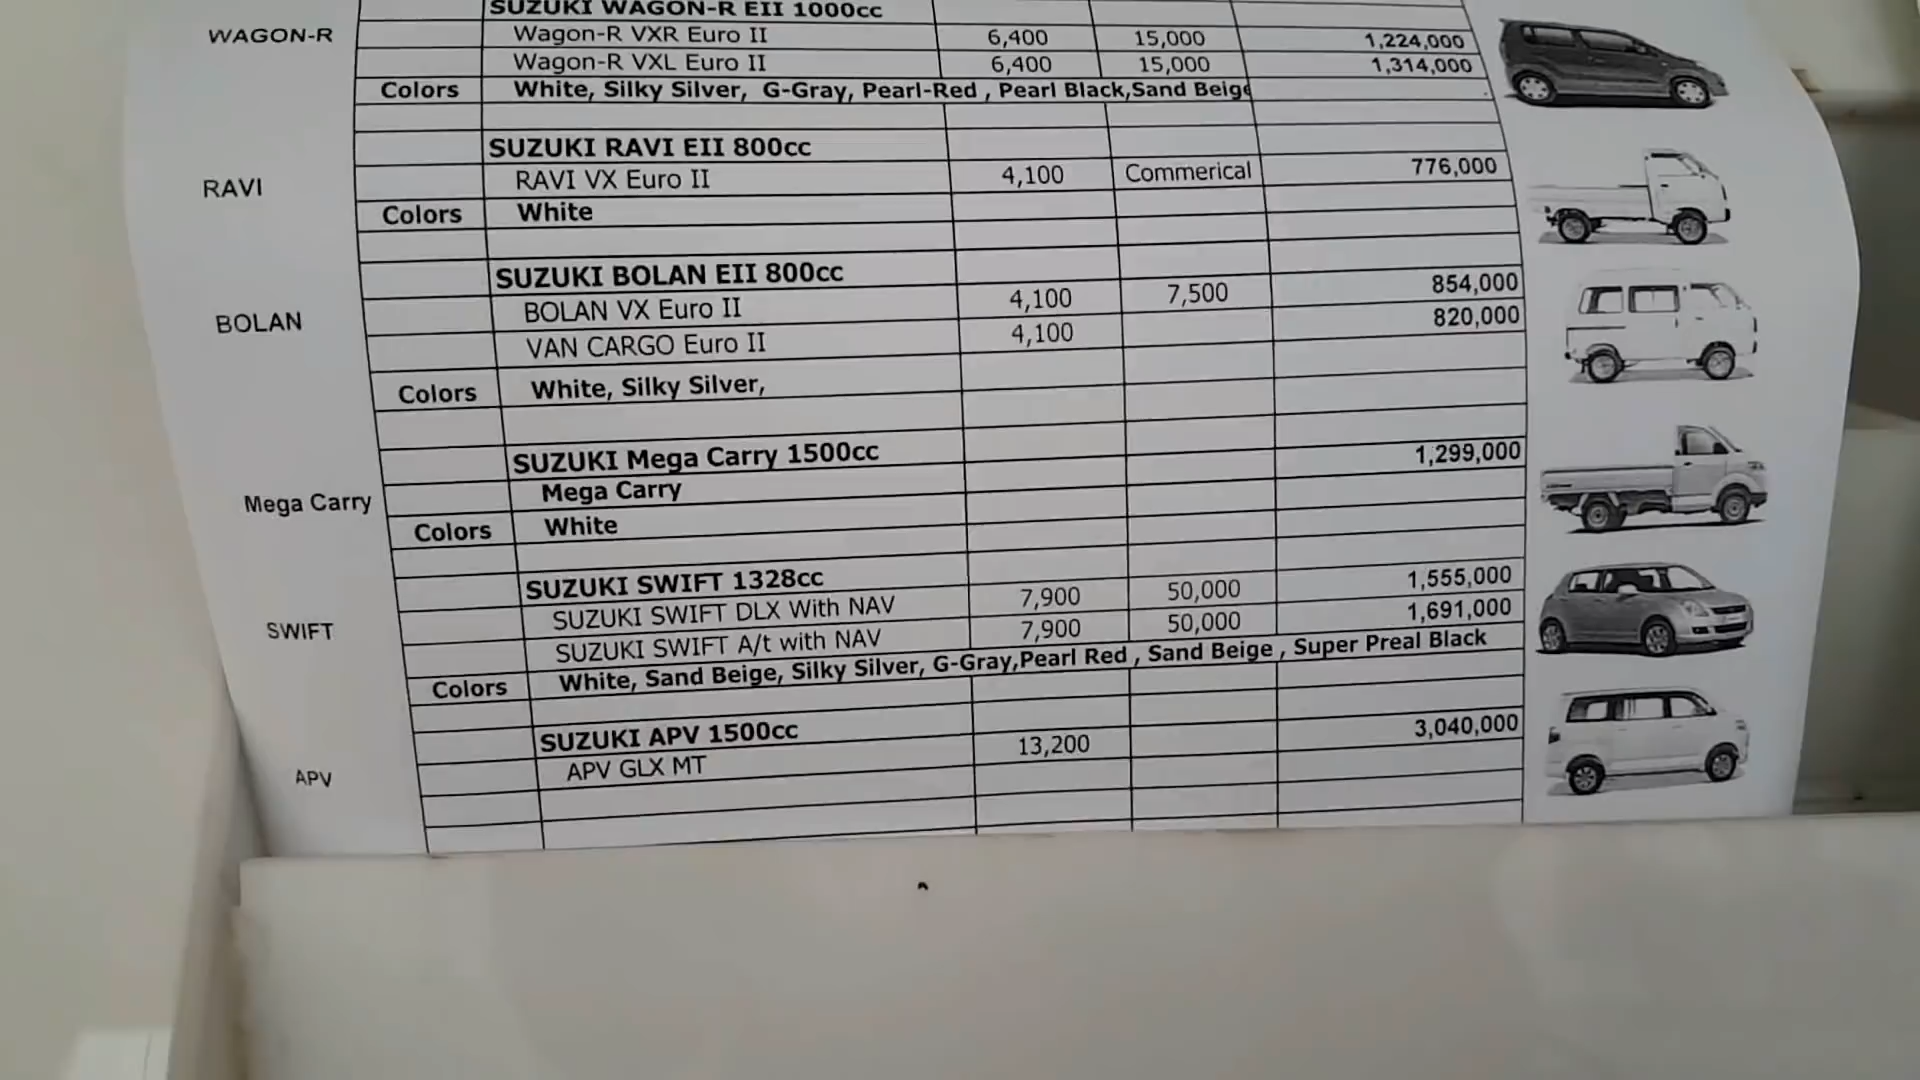 SUZUKI WAGON-R EII 1000cc
WAGON-R Wagon-R VXR Euro II 6,400 15,000 1,224,000
Wagon-R VXL Euro II 6,400 15,000 1,314,000
Colors White, Silky Silver, G-Gray, Pearl-Red , Pearl Black,Sand Beige
SUZUKI RAVI EII 800cc
RAVI RAVI VX Euro II 4,100 Commerical 776,000
Colors White
SUZUKI BOLAN EII 800cc
BOLAN BOLAN VX Euro II 4,100 7,500 854,000
VAN CARGO Euro II 4,100 820,000
Colors White, Silky Silver,
SUZUKI Mega Carry 1500cc
Mega Carry Mega Carry 1,299,000
Colors White
SUZUKI SWIFT 1328cc
SWIFT SUZUKI SWIFT DLX With NAV 7,900 50,000 1,555,000
SUZUKI SWIFT A/t with NAV 7,900 50,000 1,691,000
Colors White, Sand Beige, Silky Silver, G-Gray,Pearl Red , Sand Beige , Super Preal Black
SUZUKI APV 1500cc
APV APV GLX MT 13,200 3,040,000